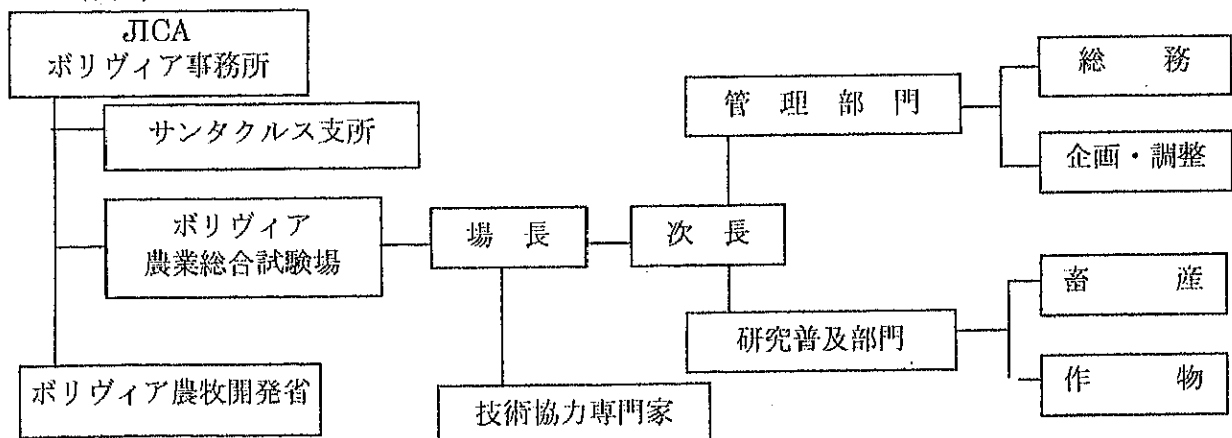 JICA
ボリヴィア事務所
サンタクルス支所
ボリヴィア
農業総合試験場
ボリヴィア農牧開発省
場 長
技術協力専門家
次 長
管 理 部 門
総 務
企画・調整
研究普及部門
畜 産
作 物